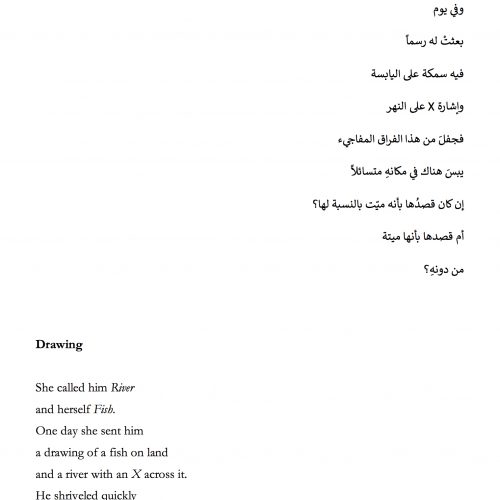 وفي يوم
بعثتْ له رسماً
فيه سمكة على اليابسة
وإشارة X على النهر
فجفلَ من هذا الفراق المفاجيء
يبسَ هناك في مكانهِ متسائلاً
إن كان قصدُها بأنه ميّت بالنسبة لها؟
أم قصدها بأنها ميتة
من دونهِ؟
Drawing
She called him River
and herself Fish.
One day she sent him
a drawing of a fish on land
and a river with an X across it.
He shriveled quickly